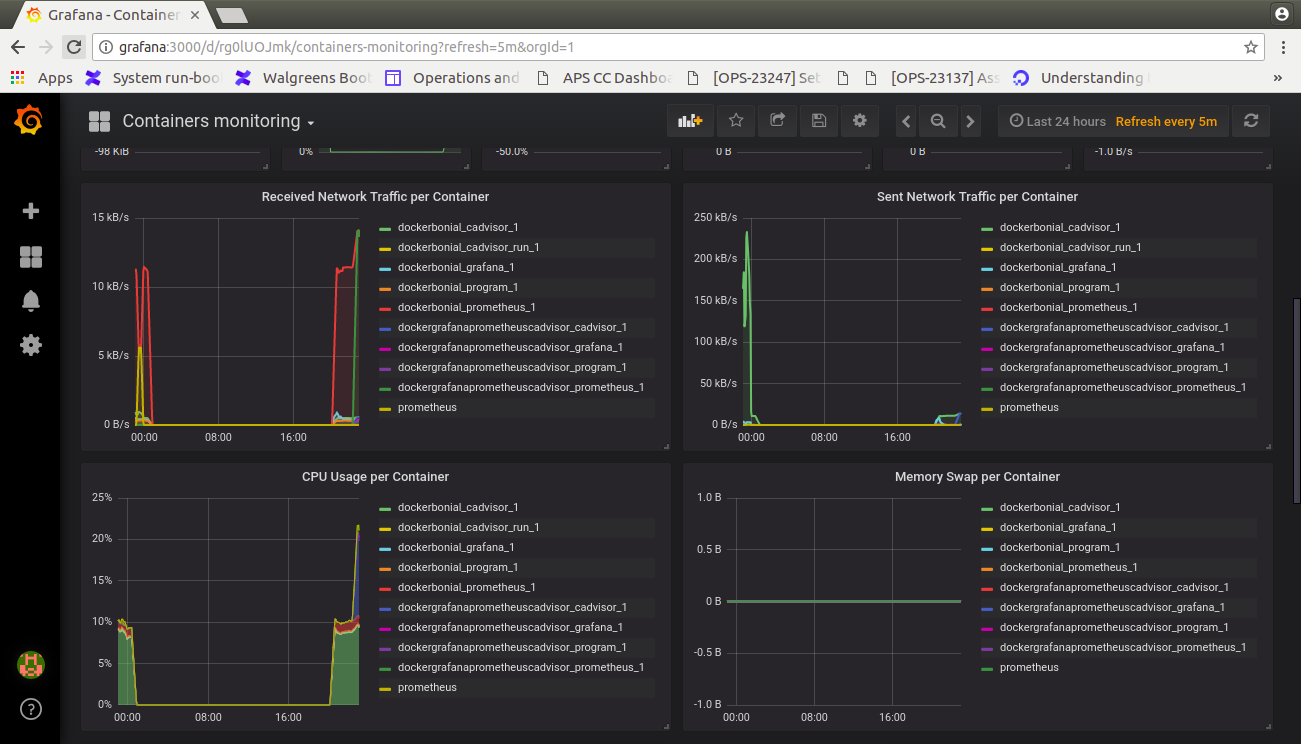 Grafana - Container
grafana:3000/d/rg0lUOJmk/containers-monitoring?refresh=5m&orgId=1
Apps System run-boo Walgreens Boot Operations and APS CC Dashbo [OPS-23247] Set [OPS-23137] Ass Understanding »
Containers monitoring
Last 24 hours Refresh every 5m
-98 KiB 0% -50.0% 0 B 0 B -1.0 B/s
Received Network Traffic per Container
15 kB/s
10 kB/s
5 kB/s
0 B/s
00:00 08:00 16:00
dockerbonial_cadvisor_1
dockerbonial_cadvisor_run_1
dockerbonial_grafana_1
dockerbonial_program_1
dockerbonial_prometheus_1
dockergrafanaprometheuscadvisor_cadvisor_1
dockergrafanaprometheuscadvisor_grafana_1
dockergrafanaprometheuscadvisor_program_1
dockergrafanaprometheuscadvisor_prometheus_1
prometheus
Sent Network Traffic per Container
250 kB/s
200 kB/s
150 kB/s
100 kB/s
50 kB/s
0 B/s
00:00 08:00 16:00
dockerbonial_cadvisor_1
dockerbonial_cadvisor_run_1
dockerbonial_grafana_1
dockerbonial_program_1
dockerbonial_prometheus_1
dockergrafanaprometheuscadvisor_cadvisor_1
dockergrafanaprometheuscadvisor_grafana_1
dockergrafanaprometheuscadvisor_program_1
dockergrafanaprometheuscadvisor_prometheus_1
prometheus
CPU Usage per Container
25%
20%
15%
10%
5%
0%
00:00 08:00 16:00
dockerbonial_cadvisor_1
dockerbonial_cadvisor_run_1
dockerbonial_grafana_1
dockerbonial_program_1
dockerbonial_prometheus_1
dockergrafanaprometheuscadvisor_cadvisor_1
dockergrafanaprometheuscadvisor_grafana_1
dockergrafanaprometheuscadvisor_program_1
dockergrafanaprometheuscadvisor_prometheus_1
prometheus
Memory Swap per Container
1.0 B
0.5 B
0 B
-0.5 B
-1.0 B
00:00 08:00 16:00
dockerbonial_cadvisor_1
dockerbonial_grafana_1
dockerbonial_program_1
dockerbonial_prometheus_1
dockergrafanaprometheuscadvisor_cadvisor_1
dockergrafanaprometheuscadvisor_grafana_1
dockergrafanaprometheuscadvisor_program_1
dockergrafanaprometheuscadvisor_prometheus_1
prometheus